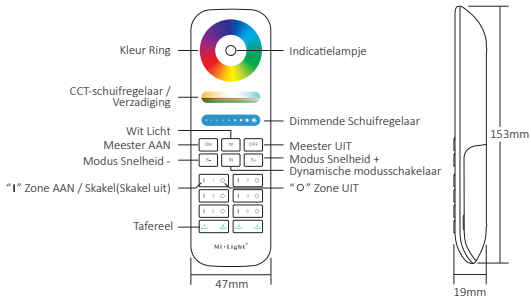 Kleur Ring
Indicatielampje
CCT-schuifregelaar /
Verzadiging
Dimmende Schuifregelaar
Wit Licht
Meester AAN
Meester UIT
Modus Snelheid -
Modus Snelheid +
Dynamische modusschakelaar
“I” Zone AAN / Skakel(Skakel uit)
“O” Zone UIT
Tafereel
ON
W
OFF
S-
M
S+
Mi·Light®
153mm
47mm
19mm